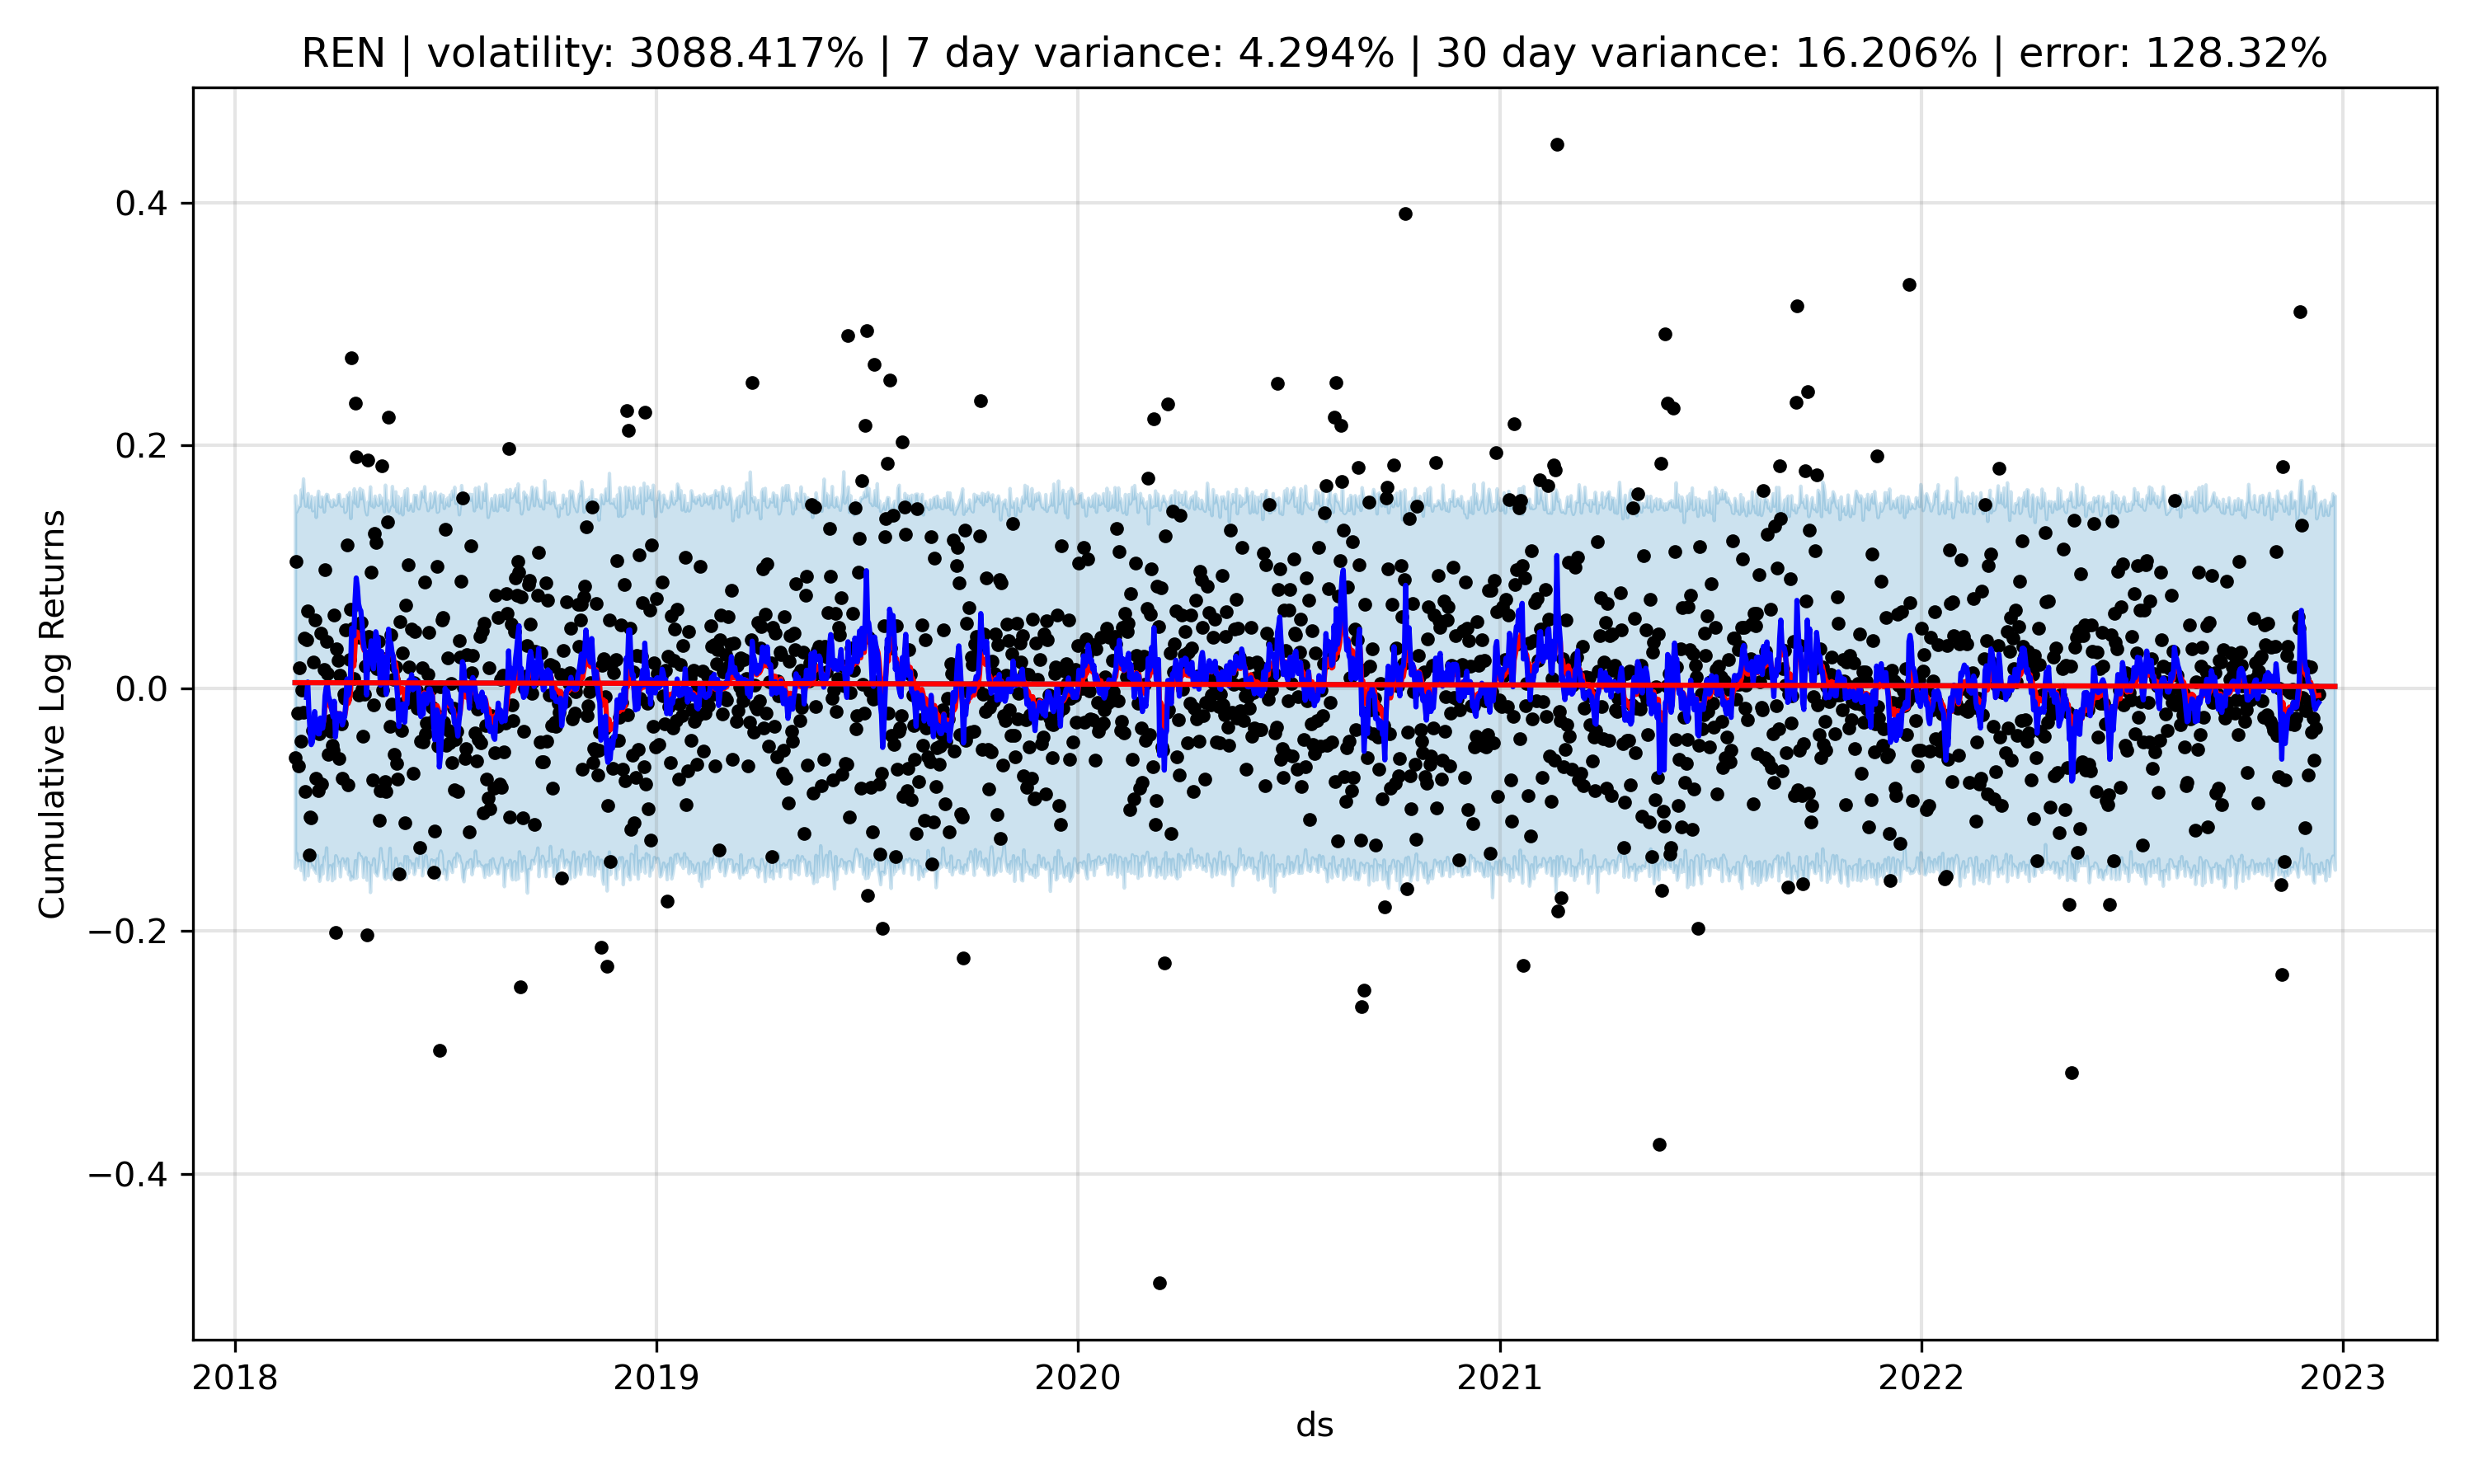 REN | volatility: 3088.417% | 7 day variance: 4.294% | 30 day variance: 16.206% | error: 128.32%
Cumulative Log Returns
0.4
0.2
0.0
−0.2
−0.4
2018 2019 2020 2021 2022 2023
ds